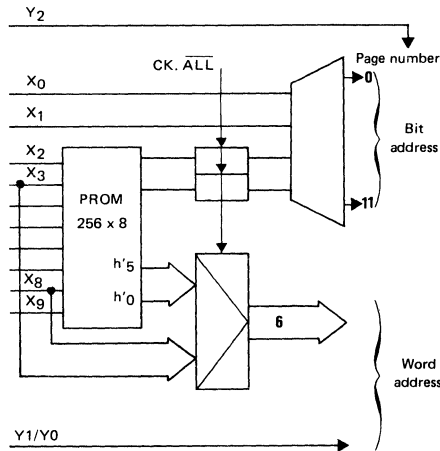 Y2
Page number
CK. ALL
0
X0
X1
Bit
address
X2
X3
PROM
256 x 8
11
h'5
X8
h'0
X9
6
Word
address
Y1/Y0